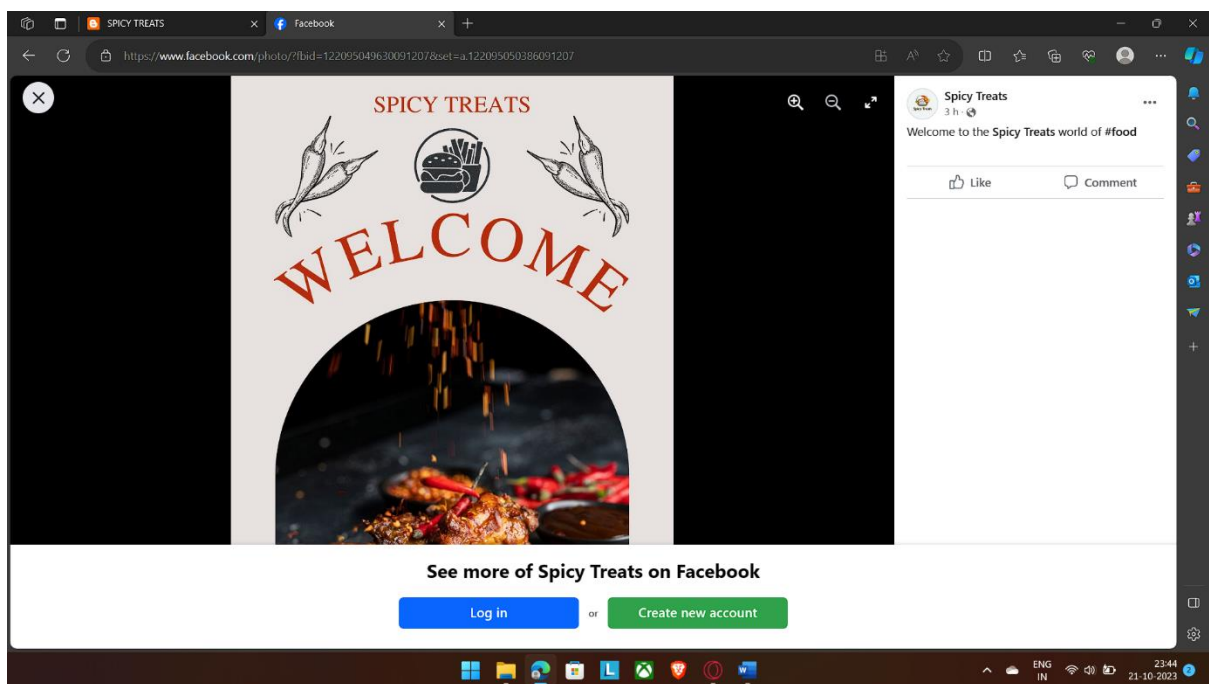 SPICY TREATS
Facebook
https://www.facebook.com/photo/?fbid=122095049630091207&set=a.122095050386091207
SPICY TREATS
WELCOME
Spicy Treats
3 h
Welcome to the Spicy Treats world of #food
Like
Comment
See more of Spicy Treats on Facebook
Log in
or
Create new account
ENG
IN
23:44
21-10-2023
2